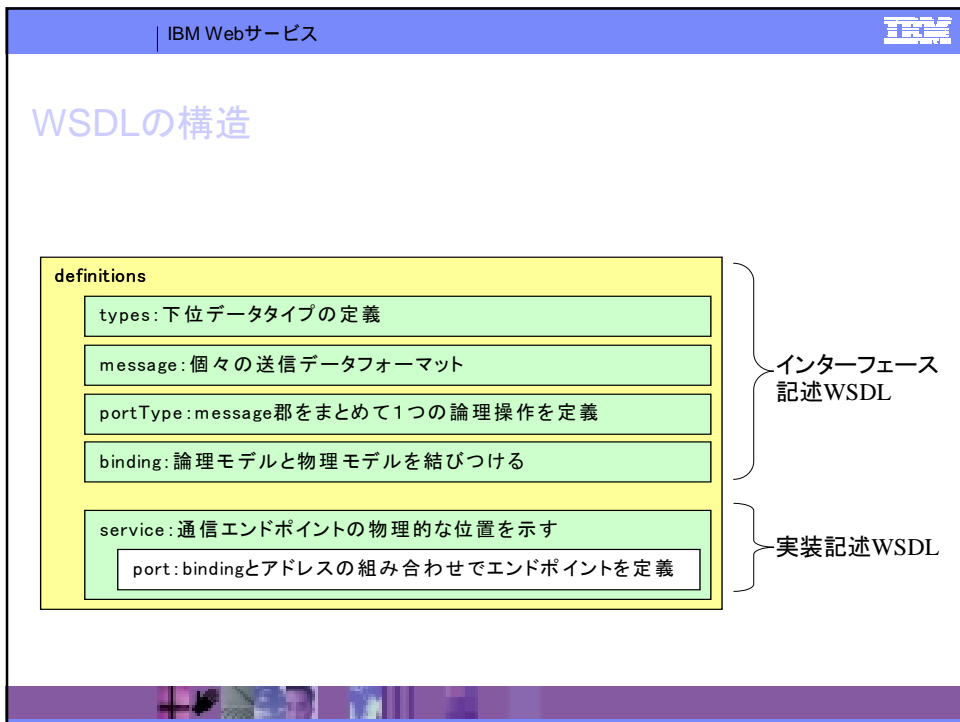 IBM Webサービス
IBM
WSDLの構造
definitions
types:下位データタイプの定義
message:個々の送信データフォーマット
portType:message郡をまとめて1つの論理操作を定義
binding:論理モデルと物理モデルを結びつける
インターフェース
記述WSDL
service:通信エンドポイントの物理的な位置を示す
port:bindingとアドレスの組み合わせでエンドポイントを定義
実装記述WSDL